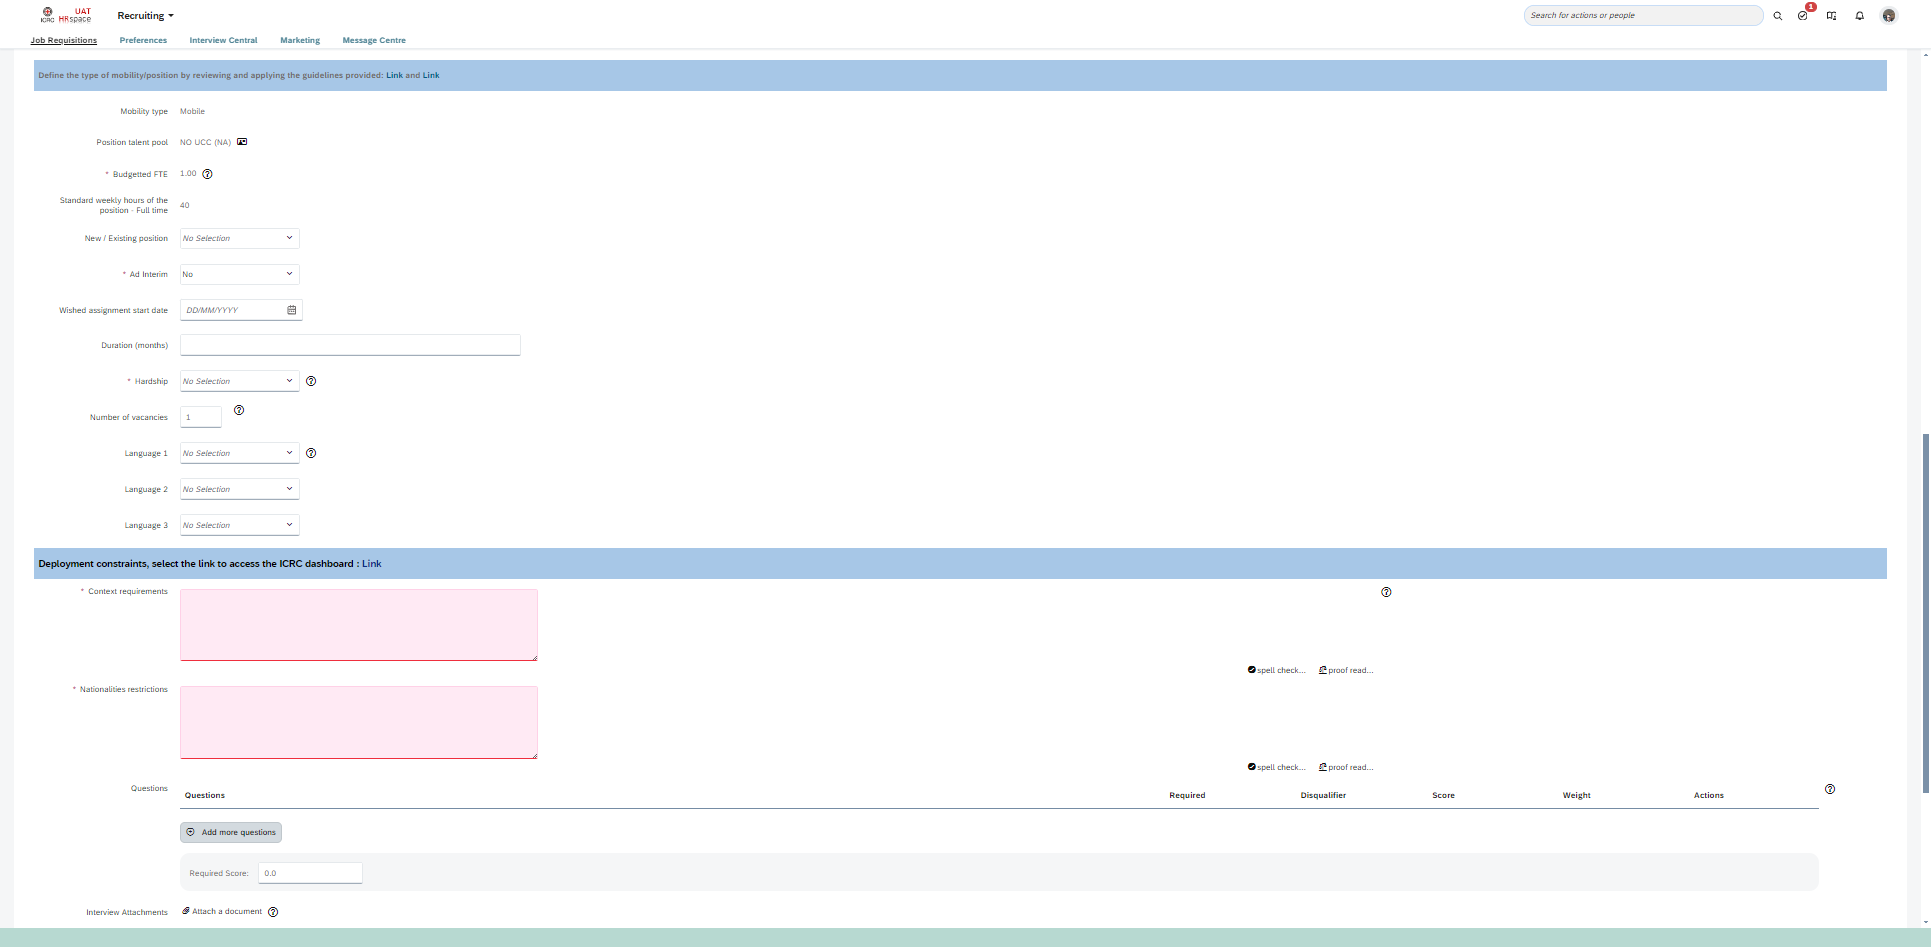 ICRC
UAT
HRspace
Recruiting
Search for actions or people
1
Job Requisitions
Preferences
Interview Central
Marketing
Message Centre
Define the type of mobility/position by reviewing and applying the guidelines provided: Link and Link
Mobility type
Mobile
Position talent pool
NO UCC (NA)
* Budgetted FTE
1.00
Standard weekly hours of the
position - Full time
40
New / Existing position
No Selection
* Ad Interim
No
Wished assignment start date
DD/MM/YYYY
Duration (months)
* Hardship
No Selection
Number of vacancies
1
Language 1
No Selection
Language 2
No Selection
Language 3
No Selection
Deployment constraints, select the link to access the ICRC dashboard : Link
* Context requirements
spell check...
proof read...
* Nationalities restrictions
spell check...
proof read...
Questions
Questions
Required
Disqualifier
Score
Weight
Actions
Add more questions
Required Score:
0.0
Interview Attachments
Attach a document